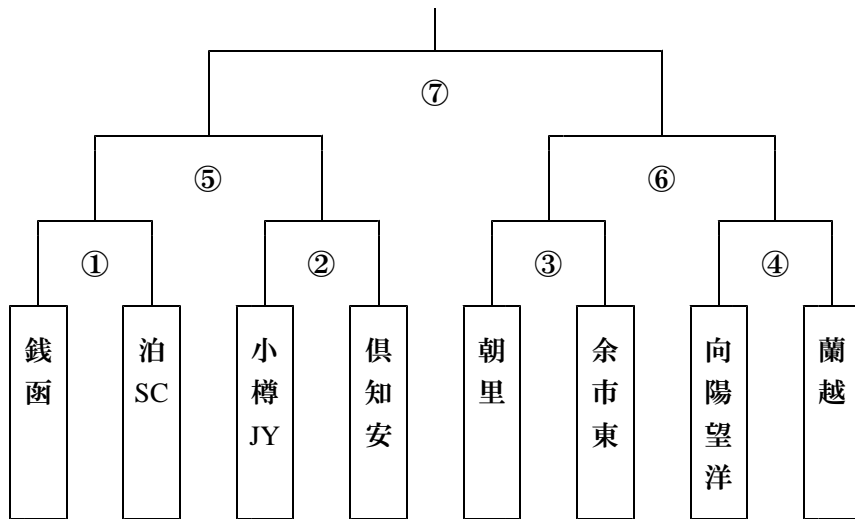 ⑦
⑤
⑥
①
②
③
④
銭函
泊SC
小樽JY
倶知安
朝里
余市東
向陽望洋
蘭越